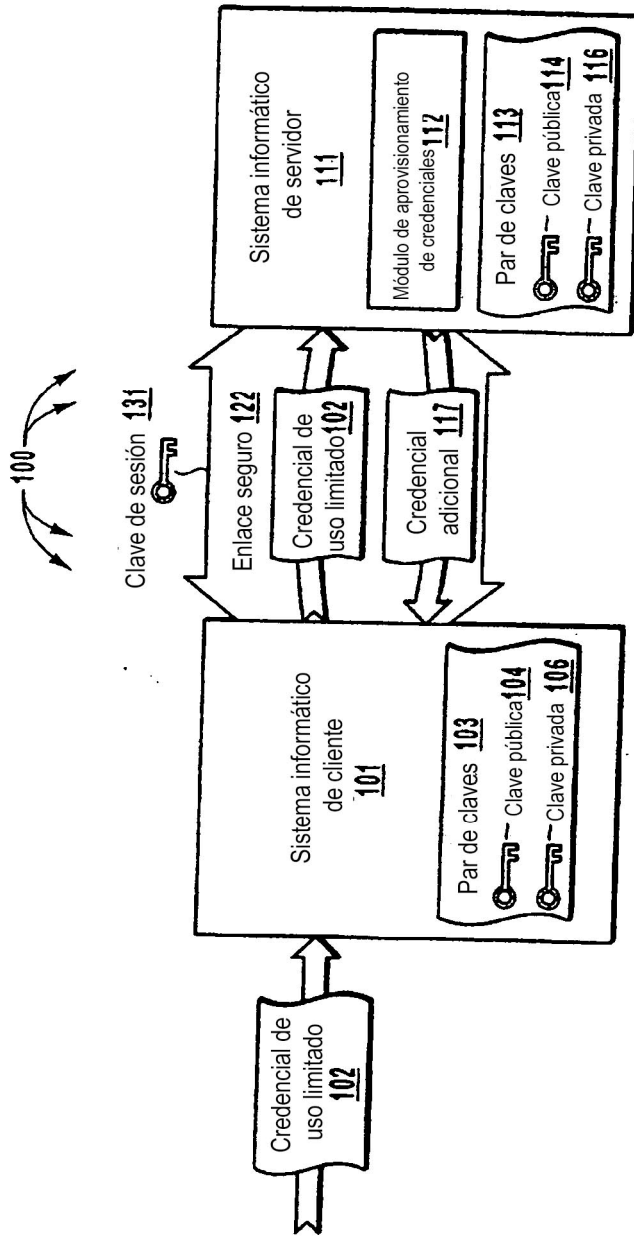 100
Credencial de
uso limitado
102
Sistema informático
de cliente
101
Par de claves 103
Clave pública 104
Clave privada 106
Clave de sesión 131
Enlace seguro 122
Credencial de
uso limitado 102
Credencial
adicional 117
Sistema informático
de servidor
111
Módulo de aprovisionamiento
de credenciales 112
Par de claves 113
Clave pública 114
Clave privada 116